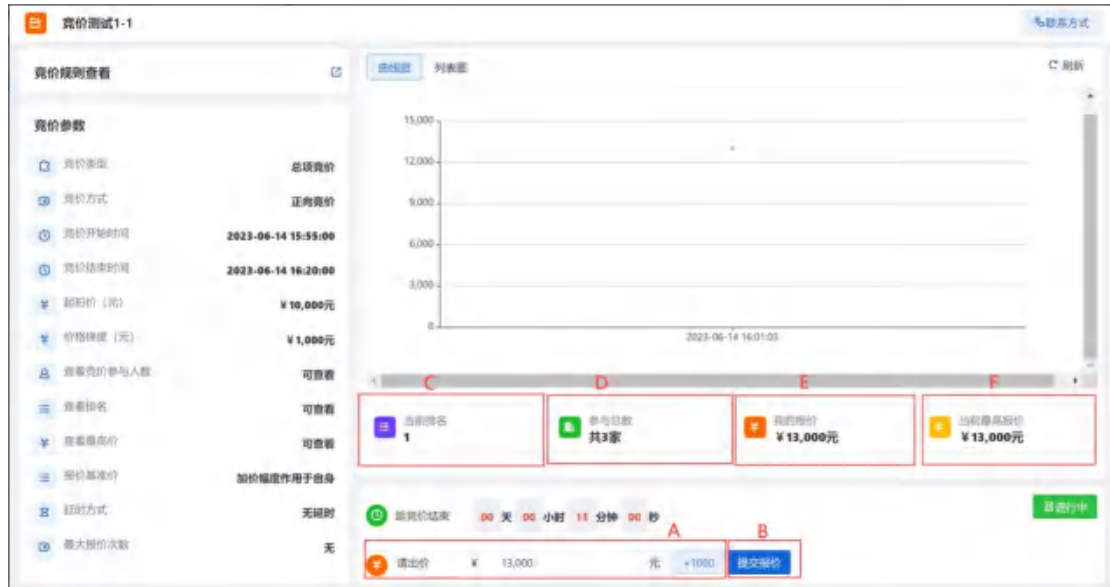 竞价测试1-1
联系方式
竞价规则查看
曲线图 列表图
刷新
竞价参数
竞价类型 总项竞价
竞价方式 正向竞价
竞价开始时间 2023-06-14 15:55:00
竞价结束时间 2023-06-14 16:20:00
起拍价（元） ¥10,000元
价格梯度（元） ¥1,000元
查看竞价参与人数 可查看
查看排名 可查看
查看最高价 可查看
报价基准价 加价幅度作用于自身
延时方式 无延时
最大报价次数 无
15,000
12,000
9,000
6,000
3,000
0
2023-06-14 16:01:03
C D E F
当前排名
1
参与总数
共3家
我的报价
¥13,000元
当前最高报价
¥13,000元
距竞价结束 00 天 00 小时 18 分钟 00 秒
进行中
A B
请出价 ¥ 13,000 元 +1000 提交报价